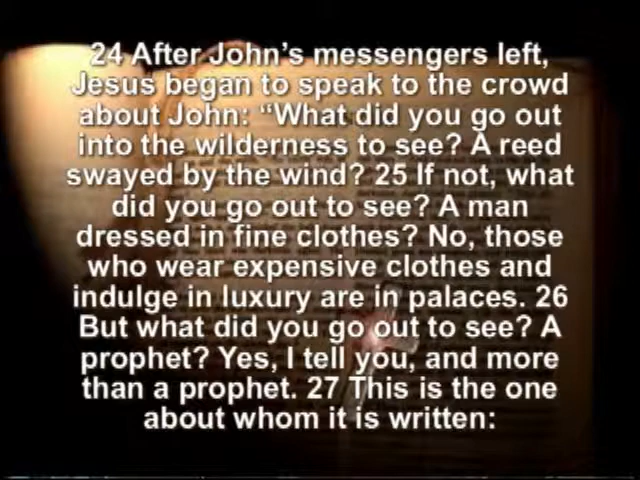 24 After John’s messengers left,
Jesus began to speak to the crowd
about John: “What did you go out
into the wilderness to see? A reed
swayed by the wind? 25 If not, what
did you go out to see? A man
dressed in fine clothes? No, those
who wear expensive clothes and
indulge in luxury are in palaces. 26
But what did you go out to see? A
prophet? Yes, I tell you, and more
than a prophet. 27 This is the one
about whom it is written: